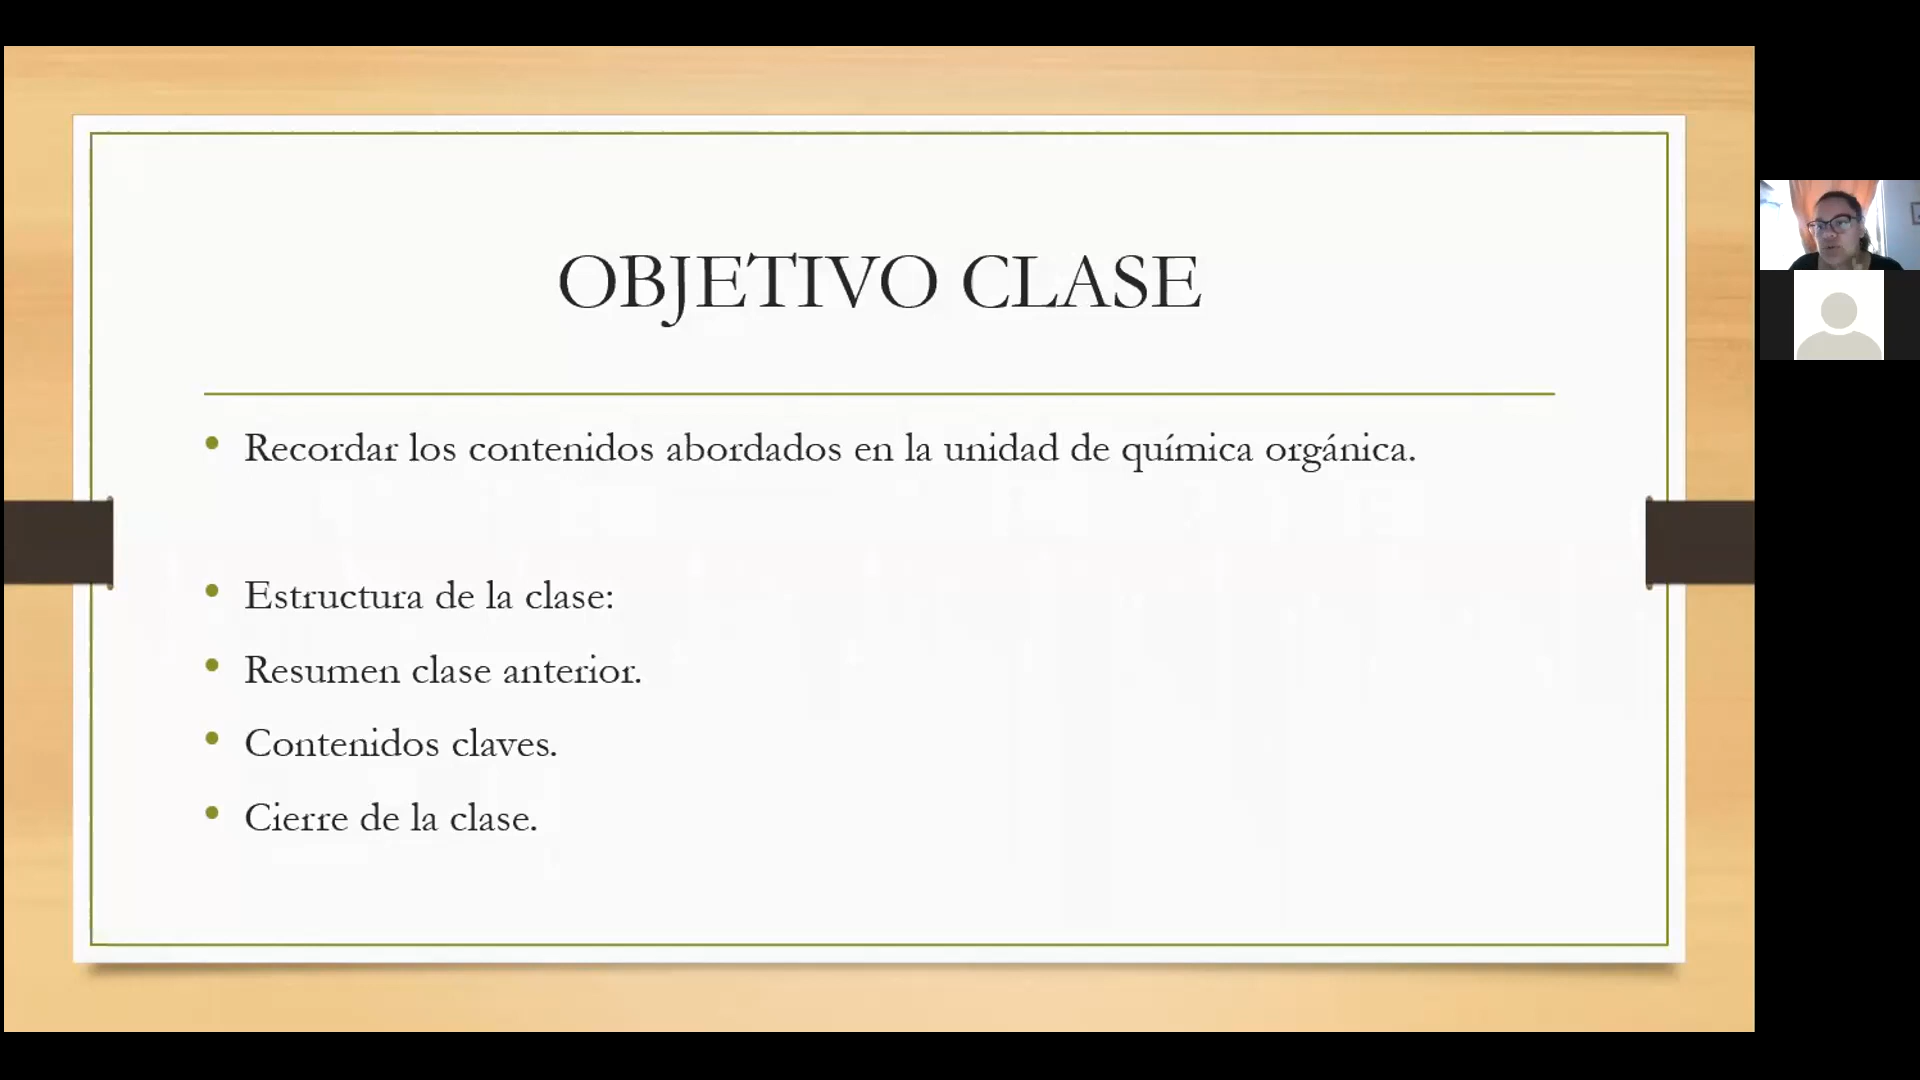 OBJETIVO CLASE
• Recordar los contenidos abordados en la unidad de química orgánica.
• Estructura de la clase:
• Resumen clase anterior.
• Contenidos claves.
• Cierre de la clase.